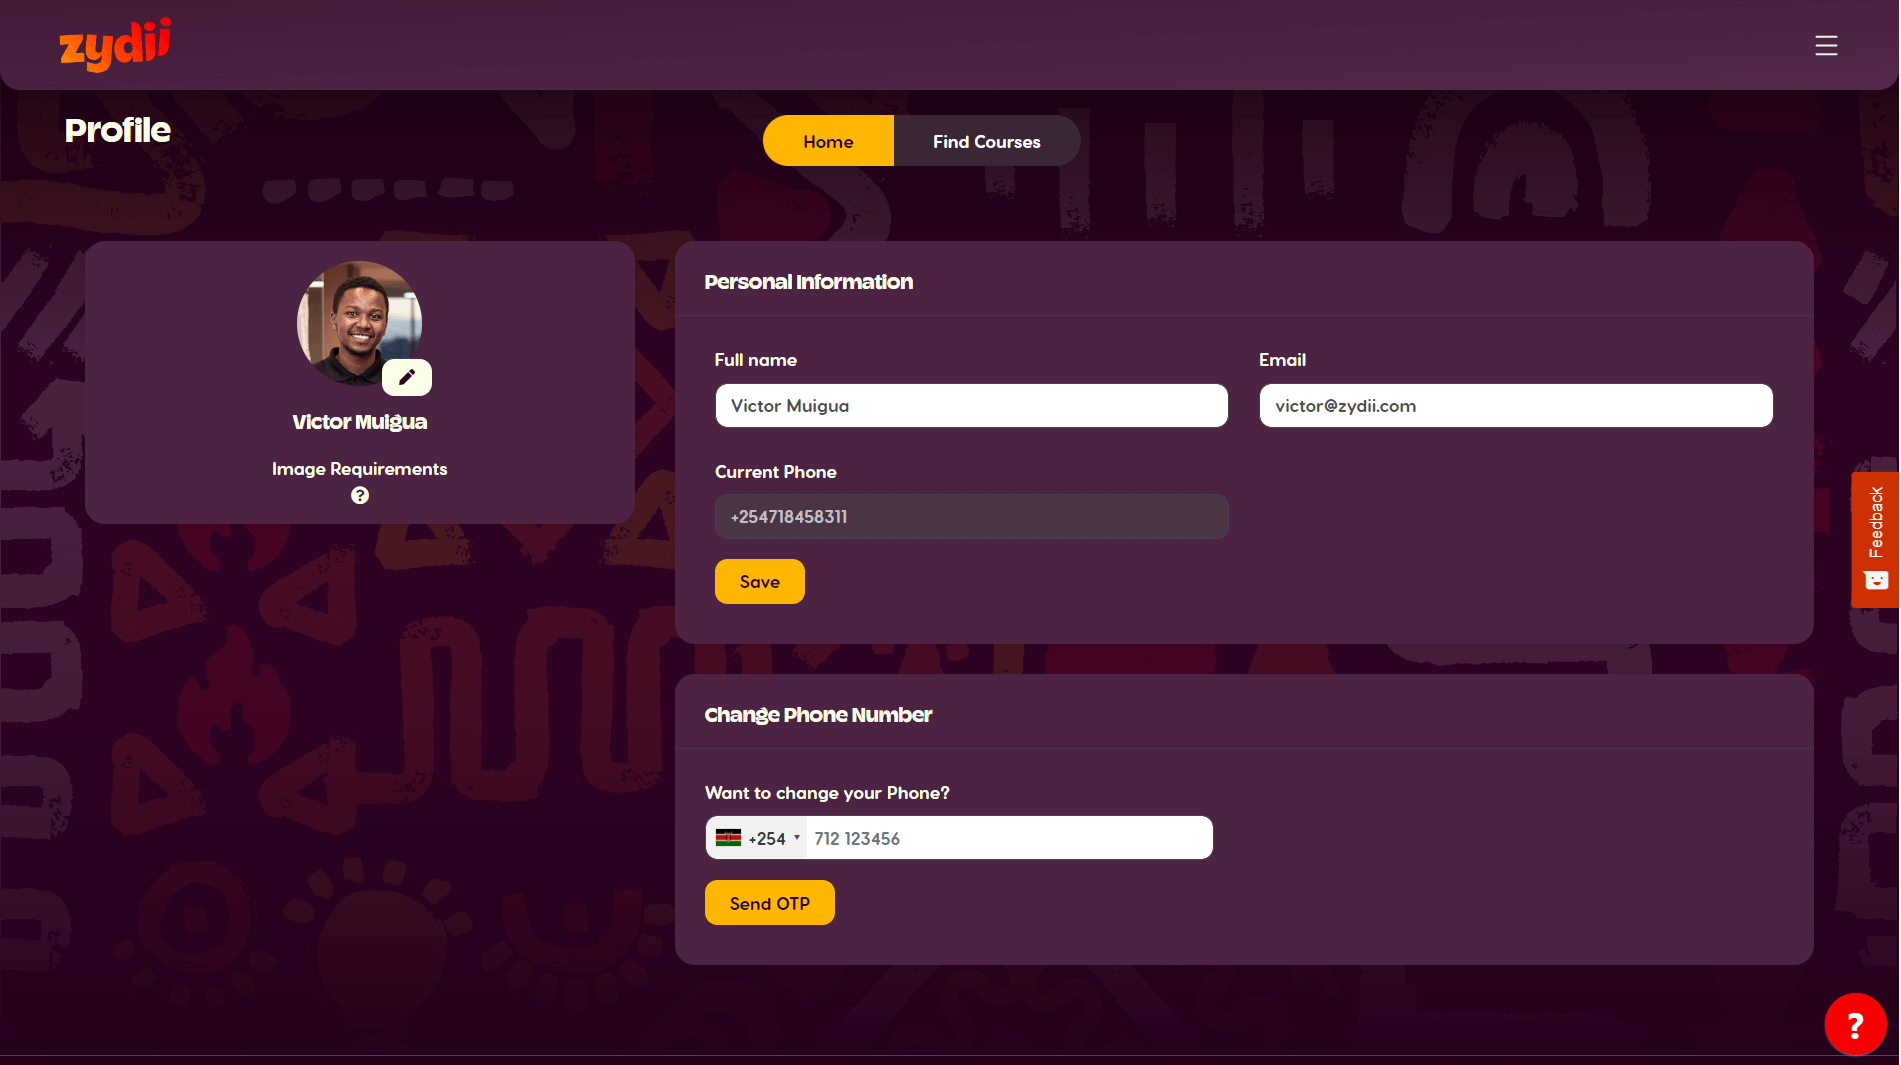 zydii
Profile
Home
Find Courses
Victor Muigua
Image Requirements
?
Personal Information
Full name
Email
Victor Muigua
victor@zydii.com
Current Phone
+254718458311
Save
Feedback
Change Phone Number
Want to change your Phone?
+254 712 123456
Send OTP
?